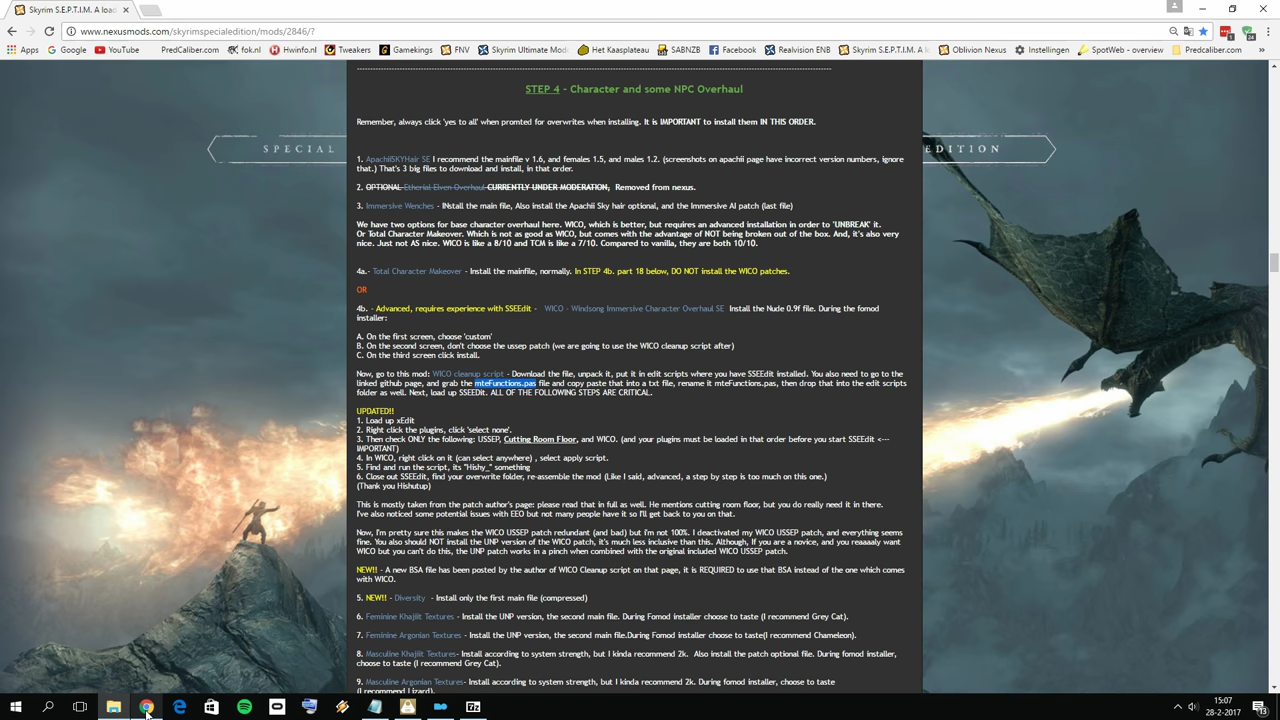 Skyrim S.E.P.T.I.M. A load
www.nexusmods.com/skyrimspecialedition/mods/2846/?
Apps Google YouTube PredCaliber.com fok.nl Hwinfo.nl Tweakers Gamekings FNV Skyrim Ultimate Mod Het Kaasplateau SABNZB Facebook Realvision ENB Skyrim S.E.P.T.I.M. A load Oblivion Nexus Instellingen SpotWeb - overview Predcaliber.com »
SPECIAL
EDITION
STEP 4 - Character and some NPC Overhaul
Remember, always click 'yes to all' when promted for overwrites when installing. It is IMPORTANT to install them IN THIS ORDER.
1. ApachiiSKYHair SE I recommend the mainfile v 1.6, and females 1.5, and males 1.2. (screenshots on apachii page have incorrect version numbers, ignore
that.) That's 3 big files to download and install, in that order.
2. OPTIONAL Etherial Elven Overhaul CURRENTLY UNDER MODERATION, Removed from nexus.
3. Immersive Wenches - INstall the main file, Also install the Apachii Sky hair optional, and the Immersive AI patch (last file)
We have two options for base character overhaul here. WICO, which is better, but requires an advanced installation in order to 'UNBREAK' it.
Or Total Character Makeover. Which is not as good as WICO, but comes with the advantage of NOT being broken out of the box. And, it's also very
nice. Just not AS nice. WICO is like a 8/10 and TCM is like a 7/10. Compared to vanilla, they are both 10/10.
4a.- Total Character Makeover - Install the mainfile, normally. In STEP 4b. part 18 below, DO NOT install the WICO patches.
OR
4b. - Advanced, requires experience with SSEEdit - WICO - Windsong Immersive Character Overhaul SE Install the Nude 0.9f file. During the fomod
installer:
A. On the first screen, choose 'custom'
B. On the second screen, don't choose the ussep patch (we are going to use the WICO cleanup script after)
C. On the third screen click install.
Now, go to this mod: WICO cleanup script - Download the file, unpack it, put it in edit scripts where you have SSEEdit installed. You also need to go to the
linked github page, and grab the mteFunctions.pas file and copy paste that into a txt file, rename it mteFunctions.pas, then drop that into the edit scripts
folder as well. Next, load up SSEEDit. ALL OF THE FOLLOWING STEPS ARE CRITICAL.
UPDATED!!
1. Load up xEdit
2. Right click the plugins, click 'select none'.
3. Then check ONLY the following: USSEP, Cutting Room Floor, and WICO. (and your plugins must be loaded in that order before you start SSEEdit <---
IMPORTANT)
4. In WICO, right click on it (can select anywhere) , select apply script.
5. Find and run the script, its "Hishy_" something
6. Close out SSEEdit, find your overwrite folder, re-assemble the mod (Like I said, advanced, a step by step is too much on this one.)
(Thank you Hishutup)
This is mostly taken from the patch author's page: please read that in full as well. He mentions cutting room floor, but you do really need it in there.
I've also noticed some potential issues with EEO but not many people have it so I'll get back to you on that.
Now, I'm pretty sure this makes the WICO USSEP patch redundant (and bad) but I'm not 100%. I deactivated my WICO USSEP patch, and everything seems
fine. You also should NOT install the UNP version of the WICO patch, it's much less inclusive than this. Although, If you are a novice, and you reaaaaly want
WICO but you can't do this, the UNP patch works in a pinch when combined with the original included WICO USSEP patch.
NEW!! - A new BSA file has been posted by the author of WICO Cleanup script on that page, it is REQUIRED to use that BSA instead of the one which comes
with WICO.
5. NEW!! - Diversity - Install only the first main file (compressed)
6. Feminine Khajiit Textures - Install the UNP version, the second main file. During Fomod installer choose to taste (I recommend Grey Cat).
7. Feminine Argonian Textures - Install the UNP version, the second main file.During Fomod installer choose to taste(I recommend Chameleon).
8. Masculine Khajiit Textures- Install according to system strength, but I kinda recommend 2k. Also install the patch optional file. During fomod installer,
choose to taste (I recommend Grey Cat).
9. Masculine Argonian Textures- Install according to system strength, but I kinda recommend 2k. During fomod installer, choose to taste
(I recommend Lizard).
15:07
28-2-2017